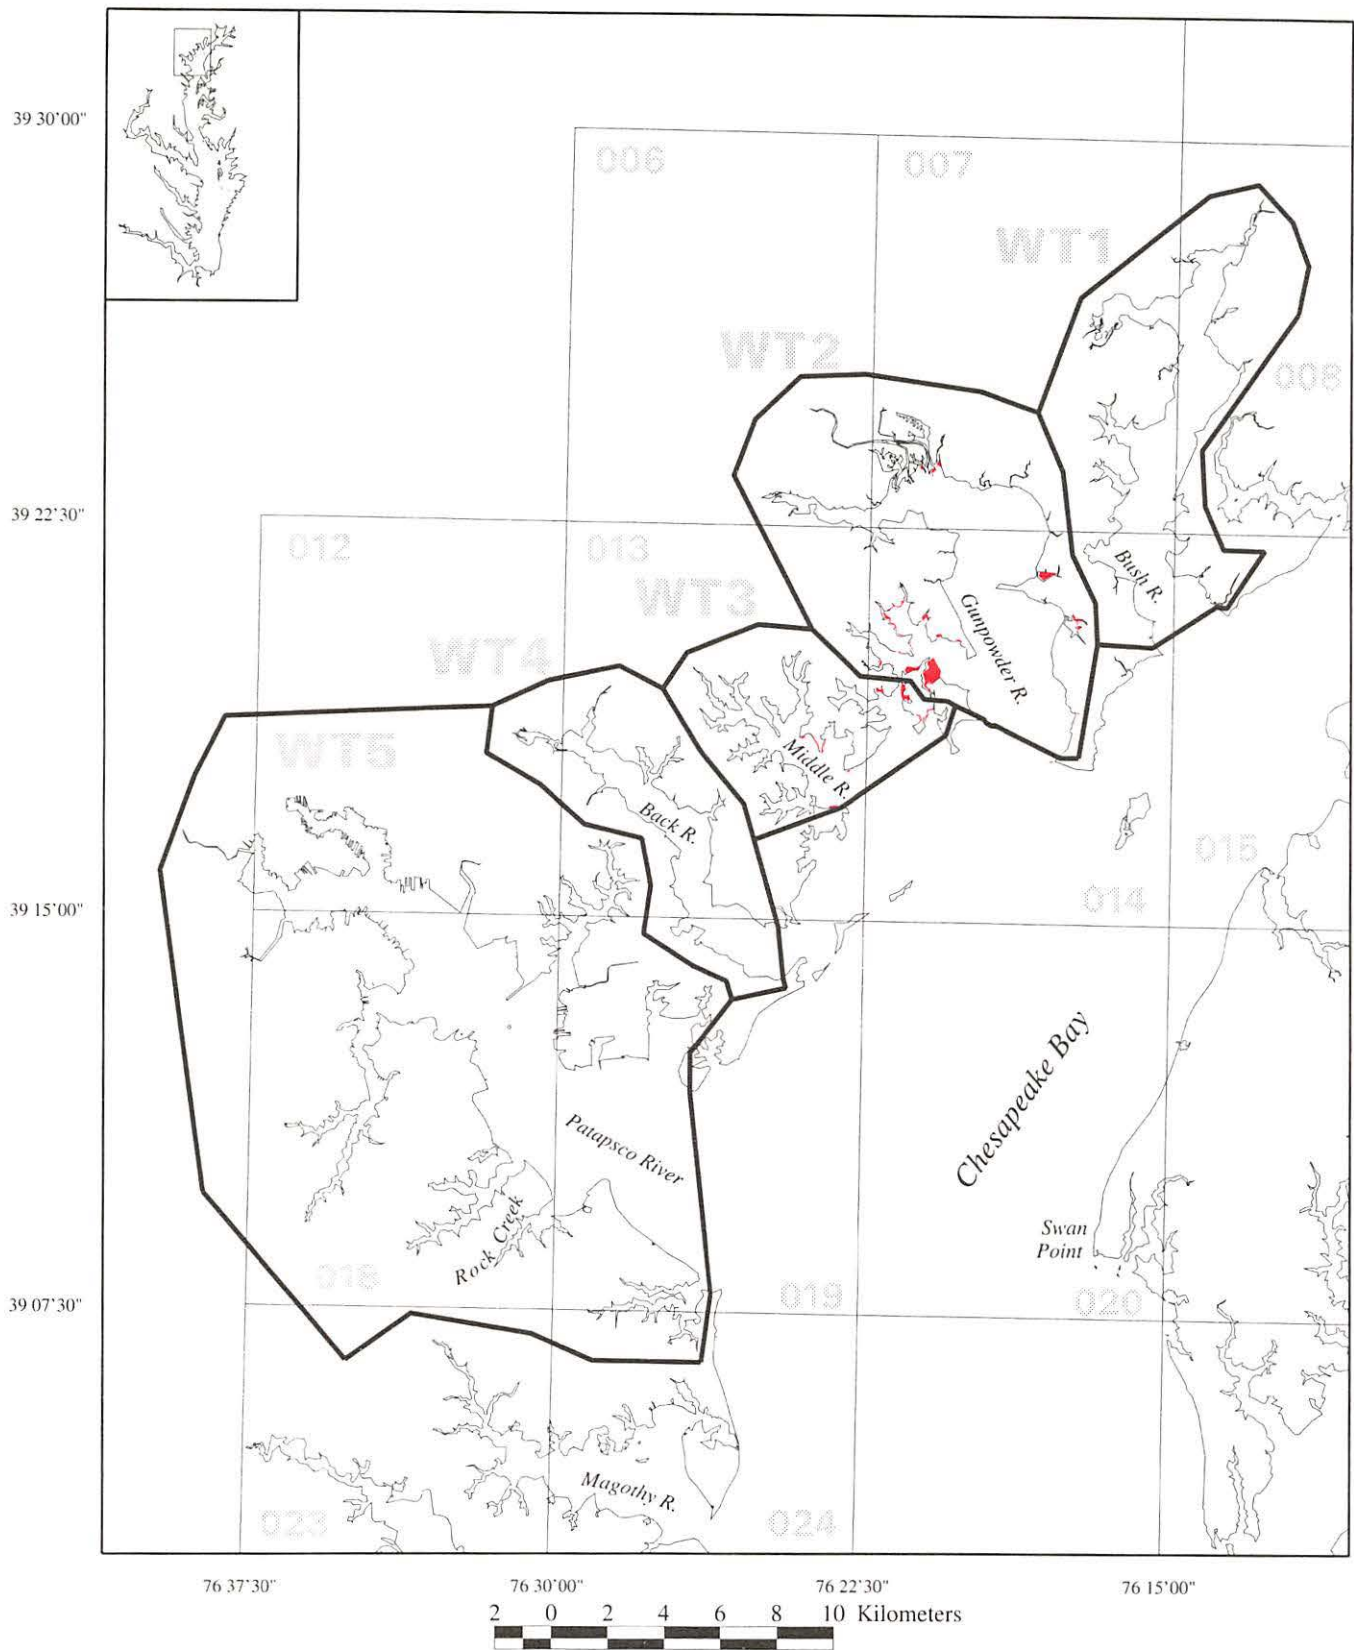 39 30'00"
006
007
WT1
WT2
008
39 22'30"
012
013
WT3
Bush R.
Gunpowder R.
WT4
WT5
Middle R.
Back R.
015
39 15'00"
014
Chesapeake Bay
Patapsco River
Rock Creek
Swan
Point
018
39 07'30"
019
020
Magothy R.
023
024
76 37'30"
76 30'00"
76 22'30"
76 15'00"
2 0 2 4 6 8 10 Kilometers